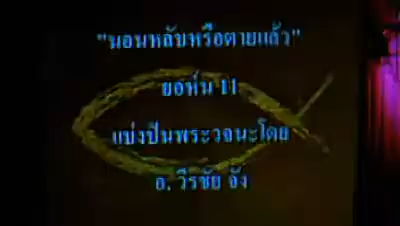 "นอนหลับหรือตายแล้ว"
ยอห์น 11
แบ่งปันพระวจนะโดย
อ. วีรชัย จัง